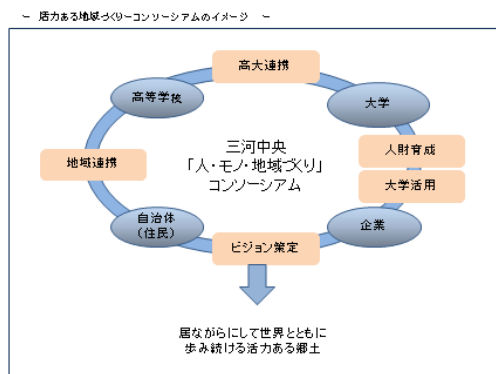 ～ 活力ある地域づくりーコンソーシアムのイメージ ～
高大連携
高等学校
大学
三河中央
「人・モノ・地域づくり」
コンソーシアム
人財育成
地域連携
大学活用
自治体
（住民）
企業
ビジョン策定
居ながらにして世界とともに
歩み続ける活力ある郷土